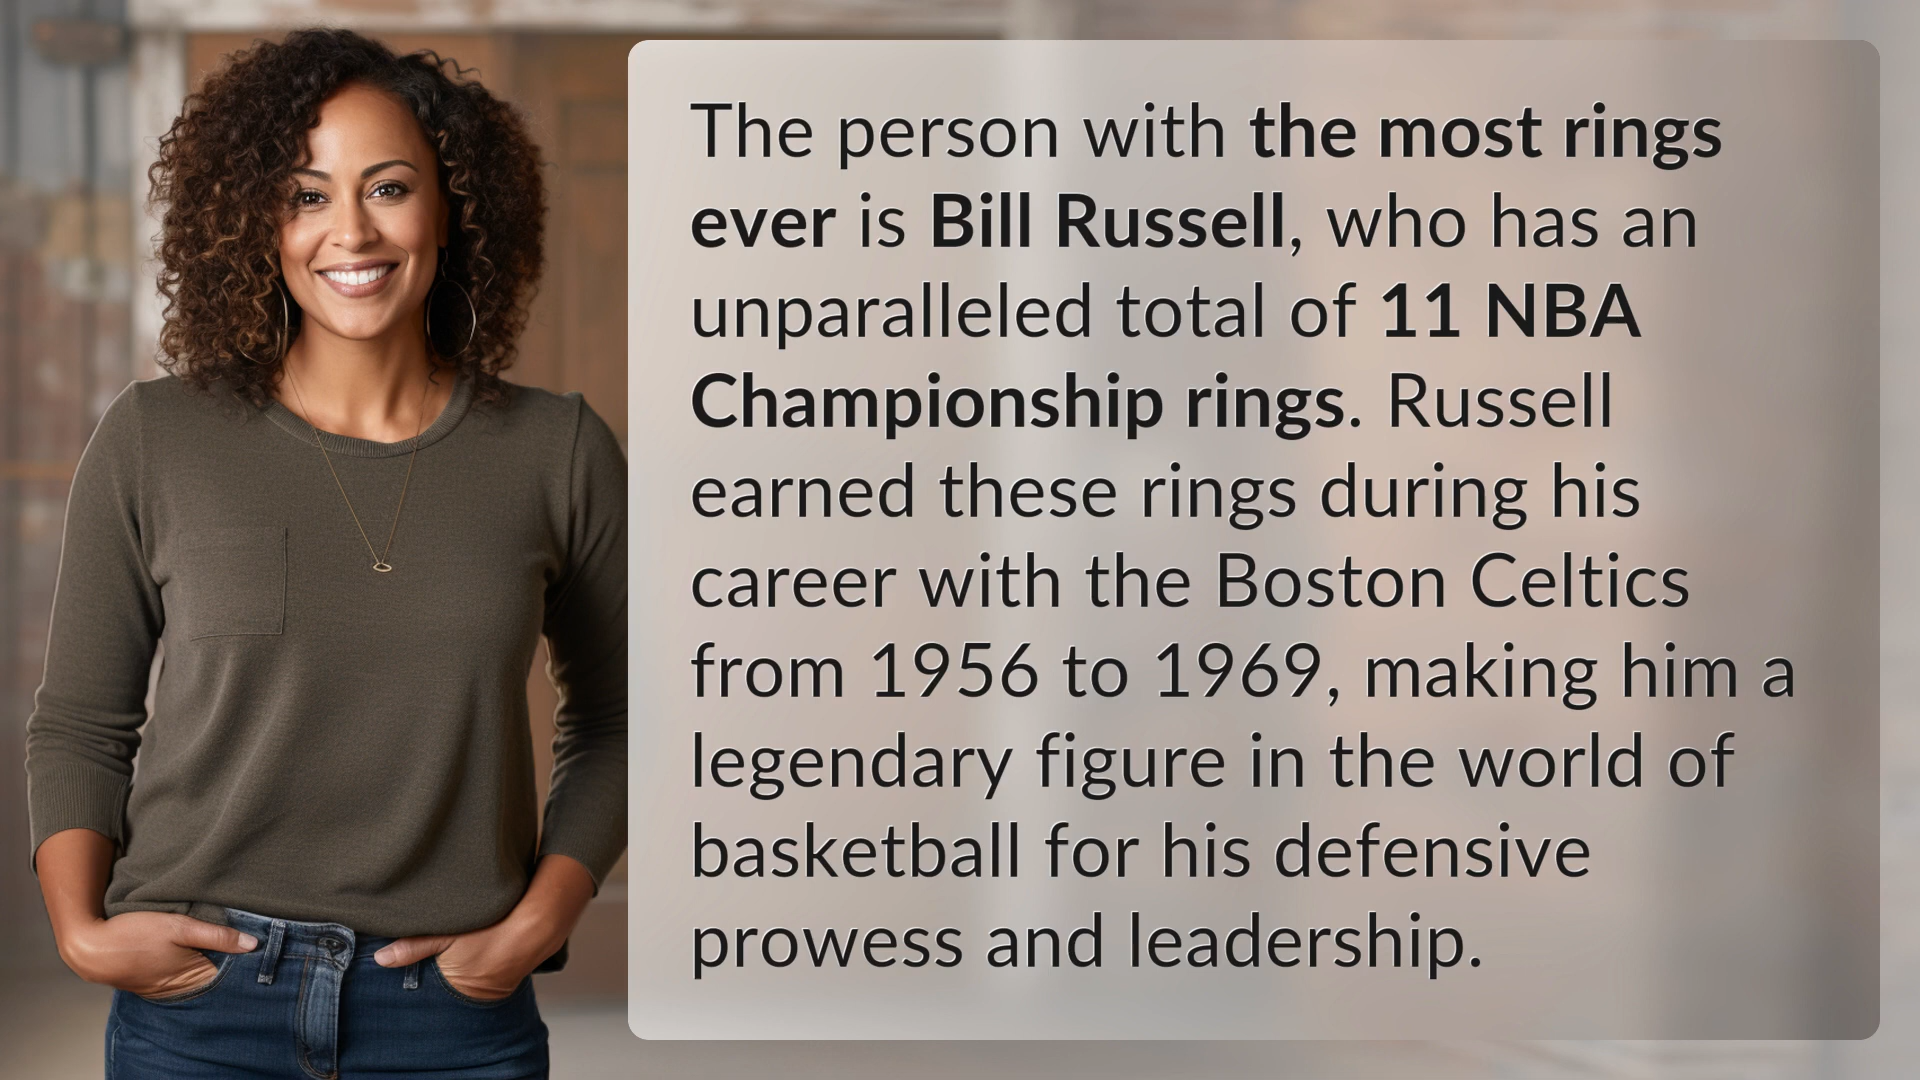 The person with the most rings
ever is Bill Russell, who has an
unparalleled total of 11 NBA
Championship rings. Russell
earned these rings during his
career with the Boston Celtics
from 1956 to 1969, making him a
legendary figure in the world of
basketball for his defensive
prowess and leadership.